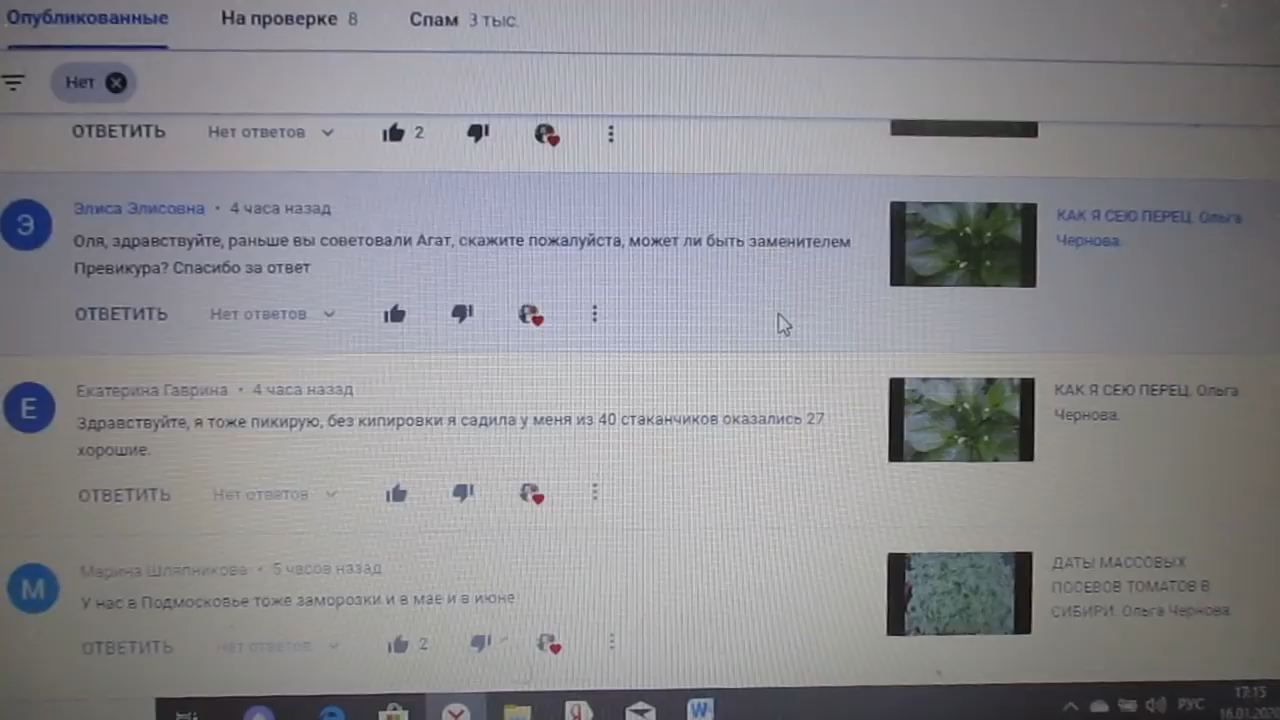 Опубликованные На проверке 8 Спам 3 тыс.
Нет
ОТВЕТИТЬ Нет ответов 2
Э
Элиса Элисовна • 4 часа назад
Оля, здравствуйте, раньше вы советовали Агат, скажите пожалуйста, может ли быть заменителем
Превикура? Спасибо за ответ
КАК Я СЕЮ ПЕРЕЦ. Ольга
Чернова.
ОТВЕТИТЬ Нет ответов
Е
Екатерина Гаврина • 4 часа назад
Здравствуйте, я тоже пикирую, без кипировки я садила у меня из 40 стаканчиков оказались 27
хорошие.
КАК Я СЕЮ ПЕРЕЦ. Ольга
Чернова.
ОТВЕТИТЬ Нет ответов
М
Марина Шляпникова • 5 часов назад
У нас в Подмосковье тоже заморозки и в мае и в июне
ДАТЫ МАССОВЫХ
ПОСЕВОВ ТОМАТОВ В
СИБИРИ. Ольга Чернова.
ОТВЕТИТЬ Нет ответов 2
Я W РУС 17:15